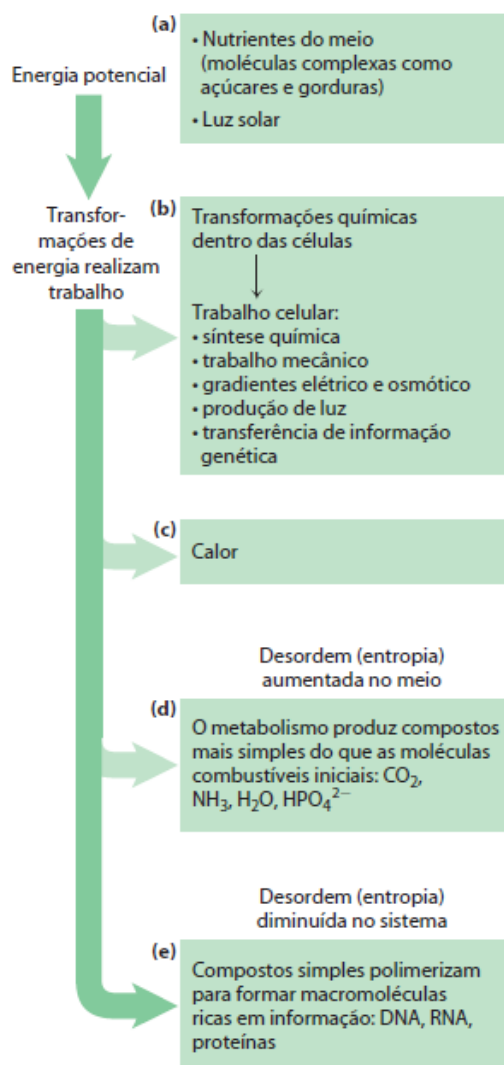 (a)
• Nutrientes do meio
(moléculas complexas como
açúcares e gorduras)
• Luz solar
Energia potencial
Transfor-
mações de
energia realizam
trabalho
(b)
Transformações químicas
dentro das células
Trabalho celular:
• síntese química
• trabalho mecânico
• gradientes elétrico e osmótico
• produção de luz
• transferência de informação
genética
(c)
Calor
Desordem (entropia)
aumentada no meio
(d)
O metabolismo produz compostos
mais simples do que as moléculas
combustíveis iniciais: CO₂,
NH₃, H₂O, HPO₄²⁻
Desordem (entropia)
diminuída no sistema
(e)
Compostos simples polimerizam
para formar macromoléculas
ricas em informação: DNA, RNA,
proteínas